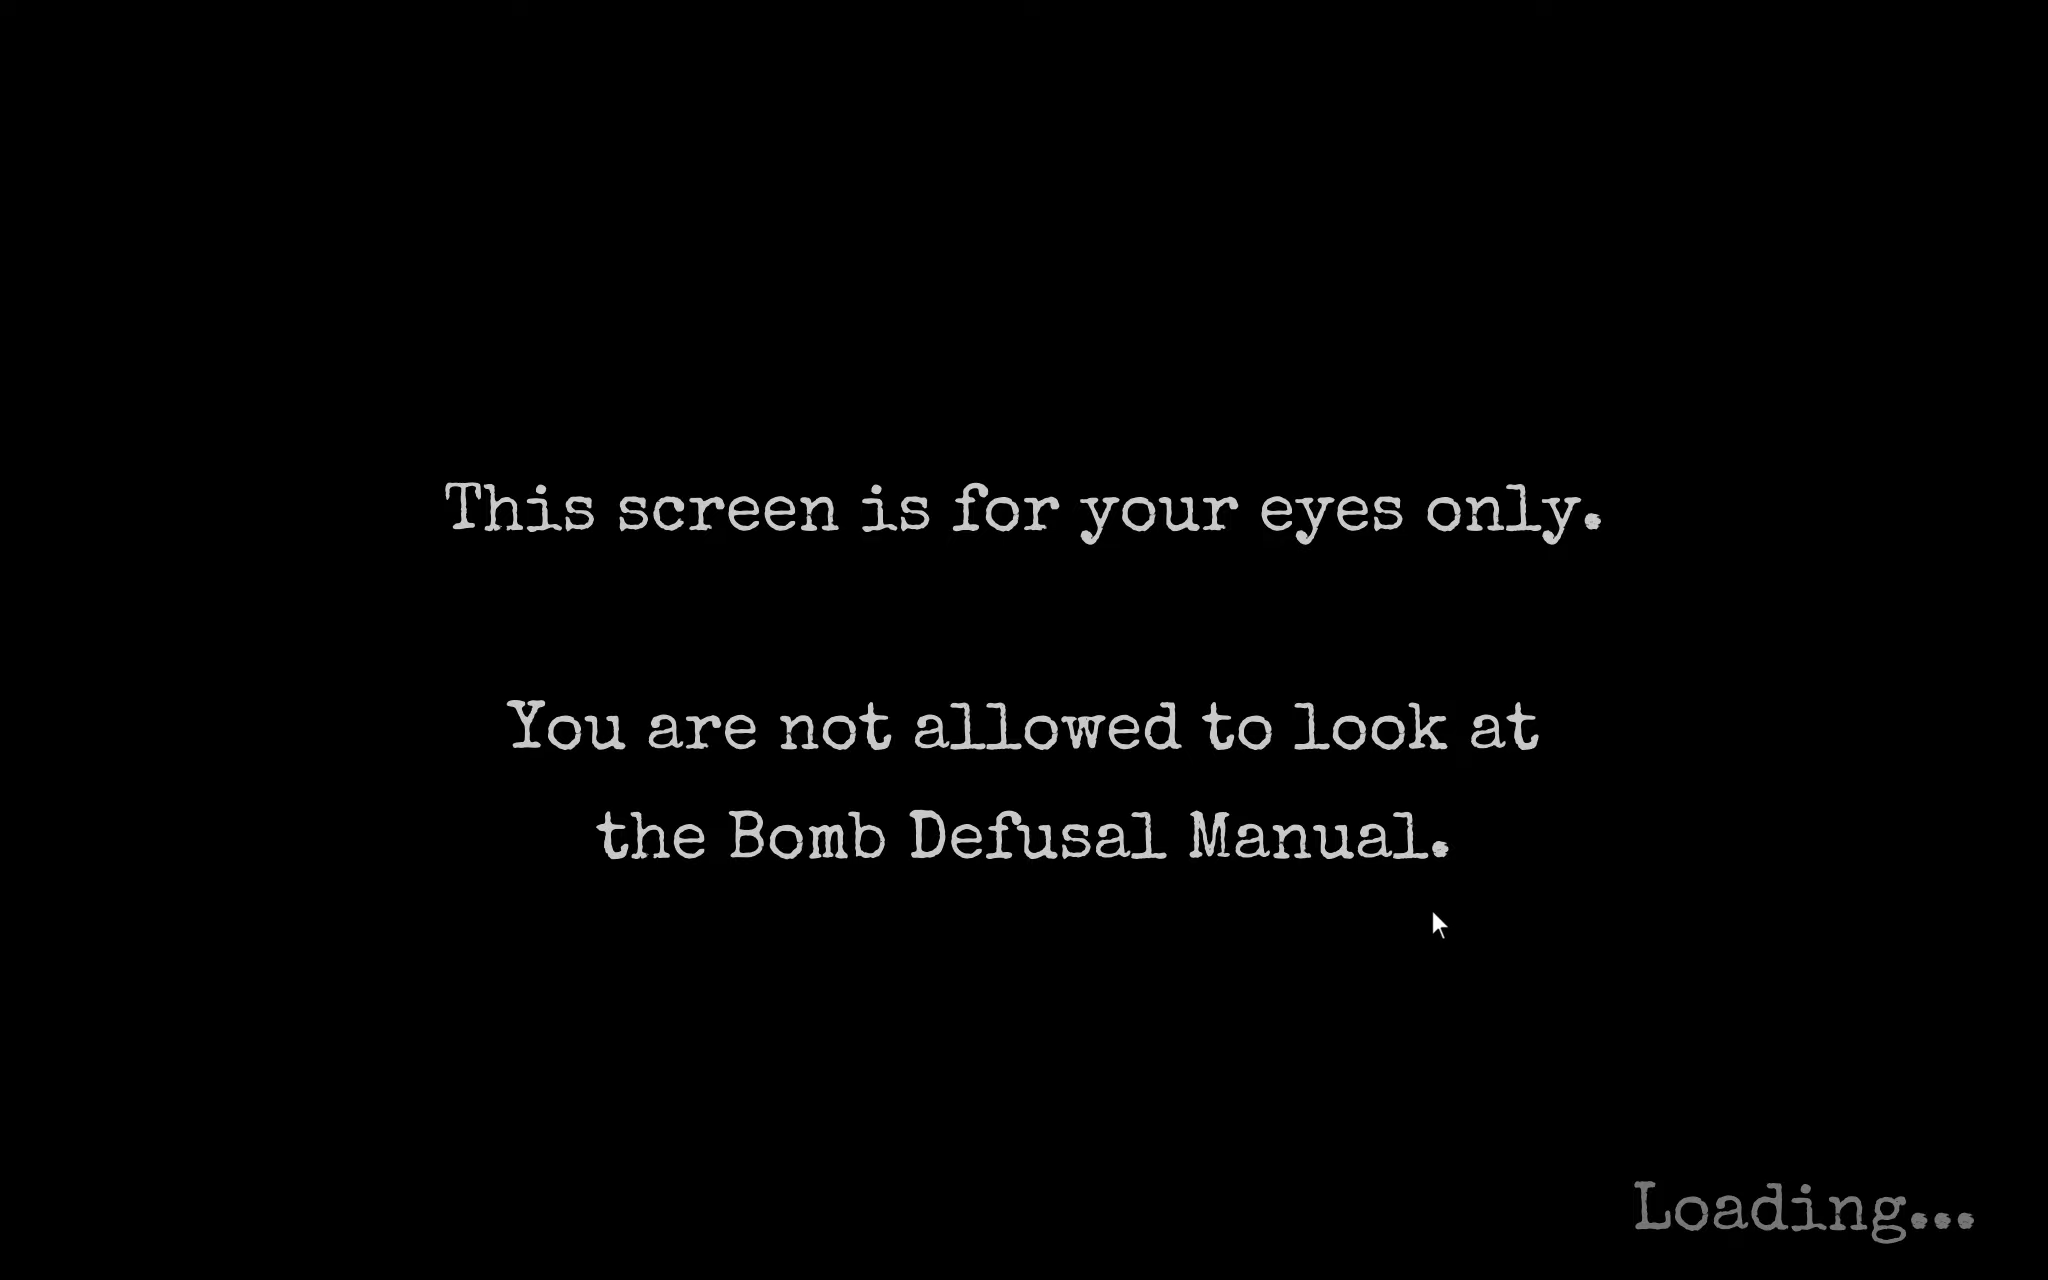 This screen is for your eyes only.
You are not allowed to look at
the Bomb Defusal Manual.
Loading...